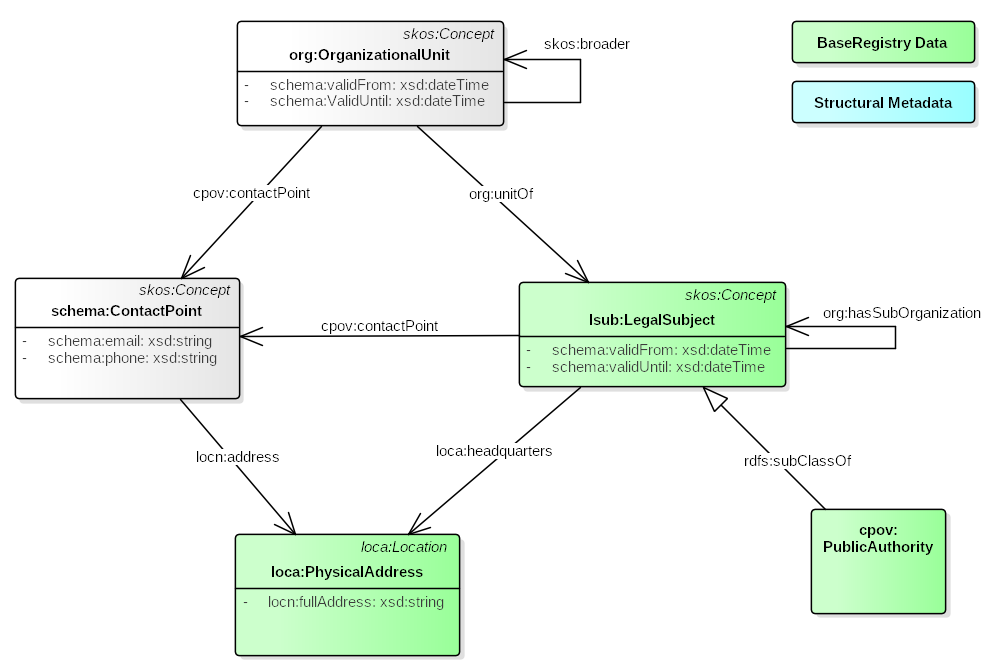 skos:Concept
org:OrganizationalUnit
- schema:validFrom: xsd:dateTime
- schema:ValidUntil: xsd:dateTime
skos:broader
BaseRegistry Data
Structural Metadata
cpov:contactPoint
org:unitOf
skos:Concept
schema:ContactPoint
- schema:email: xsd:string
- schema:phone: xsd:string
cpov:contactPoint
skos:Concept
lsub:LegalSubject
- schema:validFrom: xsd:dateTime
- schema:validUntil: xsd:dateTime
org:hasSubOrganization
locn:address
loca:headquarters
rdfs:subClassOf
loca:Location
loca:PhysicalAddress
- locn:fullAddress: xsd:string
cpov:
PublicAuthority